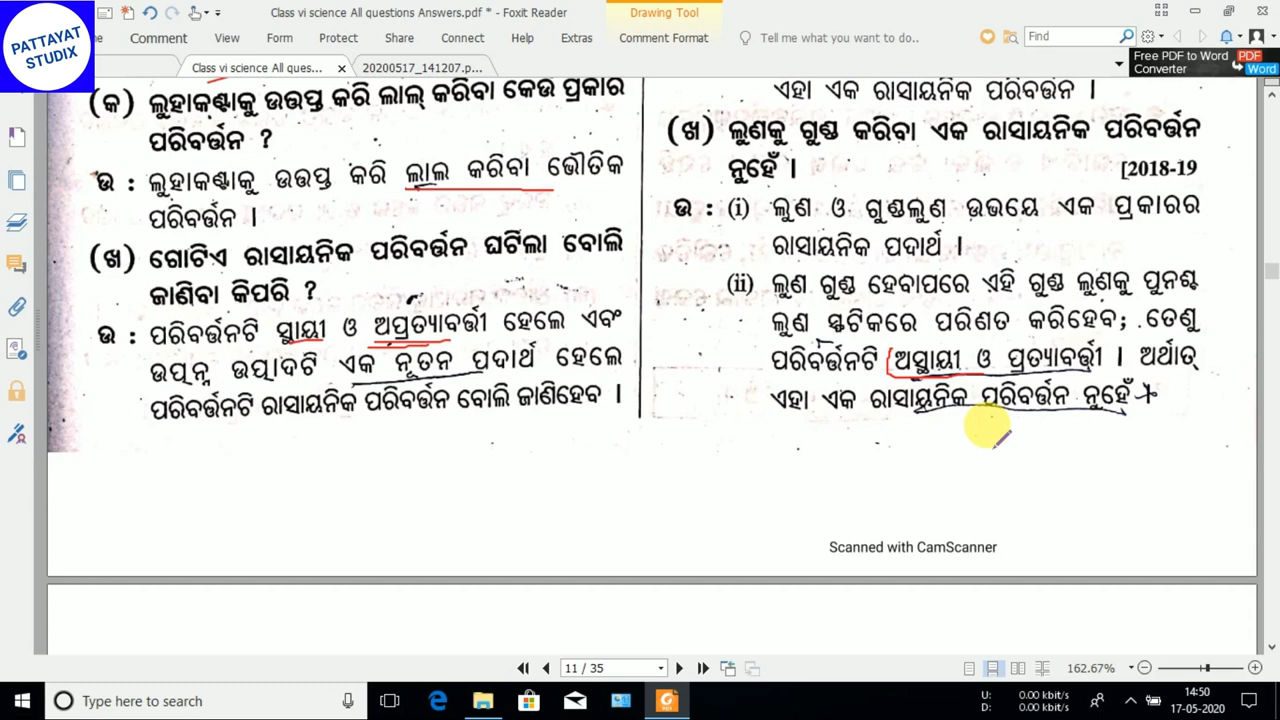 PATTAYAT
STUDIX
Class vi science All questions Answers.pdf * - Foxit Reader
Drawing Tool
Comment View Form Protect Share Connect Help Extras Comment Format Tell me what you want to do... Find
Class vi science All ques... 20200517_141207.p...
Free PDF to Word Converter
PDF
Word
(କ) ଲୁହାକଣ୍ଟାକୁ ଉତ୍ତପ୍ତ କରି ଲାଲ୍ କରିବା କେଉ ପ୍ରକାର
ପରିବର୍ତ୍ତନ ?
ଉ : ଲୁହାକଣ୍ଟାକୁ ଉତ୍ତପ୍ତ କରି ଲାଲ କରିବା ଭୌତିକ
ପରିବର୍ତ୍ତନ ।
(ଖ) ଗୋଟିଏ ରାସାୟନିକ ପରିବର୍ତ୍ତନ ଘଟିଲା ବୋଲି
ଜାଣିବା କିପରି ?
ଉ : ପରିବର୍ତ୍ତନଟି ସ୍ଥାୟୀ ଓ ଅପ୍ରତ୍ୟାବର୍ତ୍ତୀ ହେଲେ ଏବଂ
ଉତ୍ପନ୍ନ ଉତ୍ପାଦଟି ଏକ ନୂତନ ପଦାର୍ଥ ହେଲେ
ପରିବର୍ତ୍ତନଟି ରାସାୟନିକ ପରିବର୍ତ୍ତନ ବୋଲି ଜାଣିହେବ ।
ଏହା ଏକ ରାସାୟନିକ ପରିବର୍ତ୍ତନ ।
(ଖ) ଲୁଣକୁ ଗୁଣ୍ଡ କରିବା ଏକ ରାସାୟନିକ ପରିବର୍ତ୍ତନ
ନୁହେଁ । [2018-19
ଉ : (i) ଲୁଣ ଓ ଗୁଣ୍ଡଲୁଣ ଉଭୟେ ଏକ ପ୍ରକାରର
ରାସାୟନିକ ପଦାର୍ଥ ।
(ii) ଲୁଣ ଗୁଣ୍ଡ ହେବାପରେ ଏହି ଗୁଣ୍ଡ ଲୁଣକୁ ପୁନଶ୍ଚ
ଲୁଣ ସ୍ଫଟିକରେ ପରିଣତ କରିହେବ; ତେଣୁ
ପରିବର୍ତ୍ତନଟି ଅସ୍ଥାୟୀ ଓ ପ୍ରତ୍ୟାବର୍ତ୍ତୀ । ଅର୍ଥାତ୍
ଏହା ଏକ ରାସାୟନିକ ପରିବର୍ତ୍ତନ ନୁହେଁ ।
Scanned with CamScanner
11 / 35
162.67%
Type here to search
U: 0.00 kbit/s
D: 0.00 kbit/s
14:50
17-05-2020